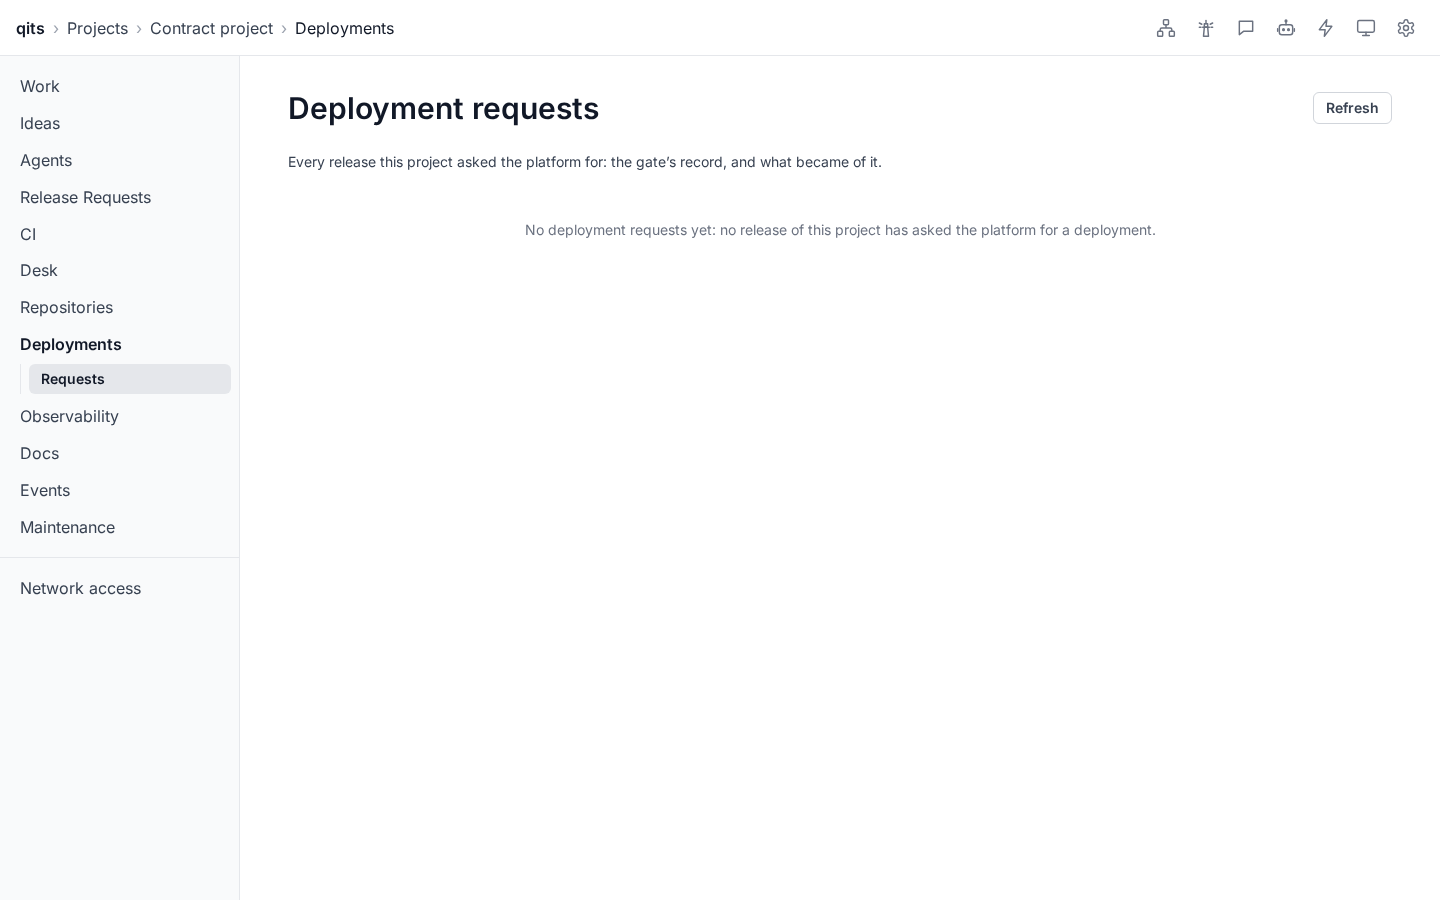 qits › Projects › Contract project › Deployments
Work
Ideas
Agents
Release Requests
CI
Desk
Repositories
Deployments
Requests
Observability
Docs
Events
Maintenance
Network access
Deployment requests
Refresh
Every release this project asked the platform for: the gate’s record, and what became of it.
No deployment requests yet: no release of this project has asked the platform for a deployment.